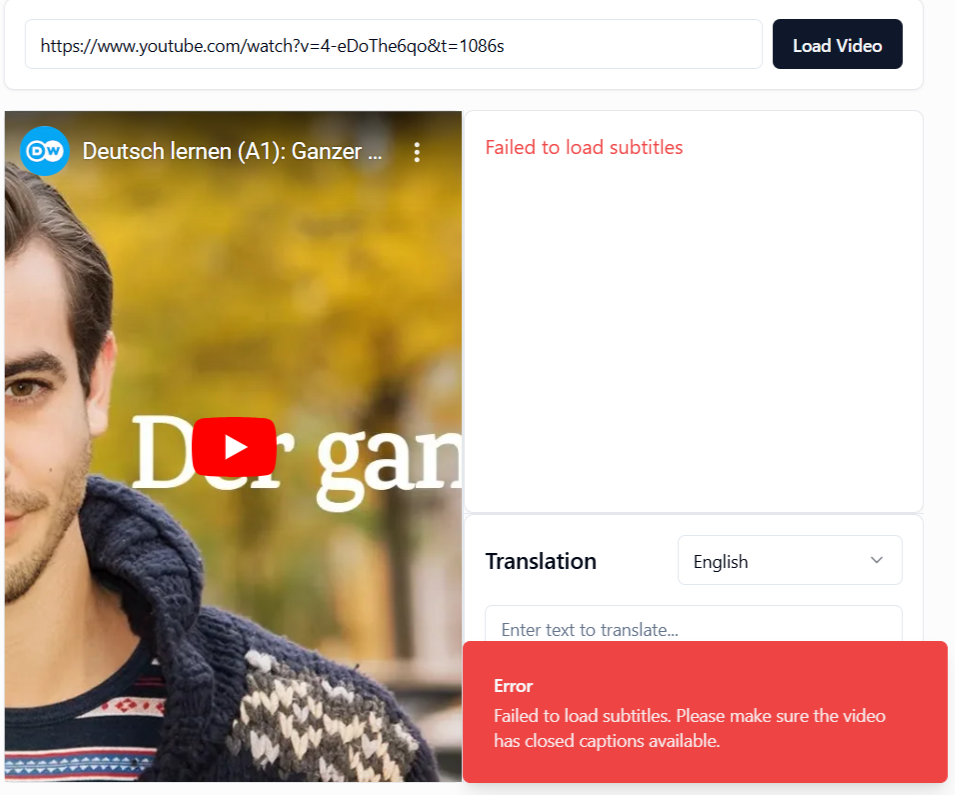 https://www.youtube.com/watch?v=4-eDoThe6qo&t=1086s
Load Video
DW
Deutsch lernen (A1): Ganzer ...
Failed to load subtitles
Der gan
Translation
English
Enter text to translate...
Error
Failed to load subtitles. Please make sure the video
has closed captions available.